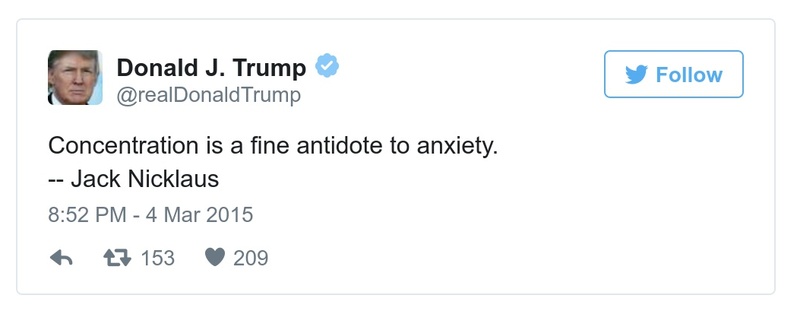 Donald J. Trump
@realDonaldTrump
Follow
Concentration is a fine antidote to anxiety.
-- Jack Nicklaus
8:52 PM - 4 Mar 2015
153 209